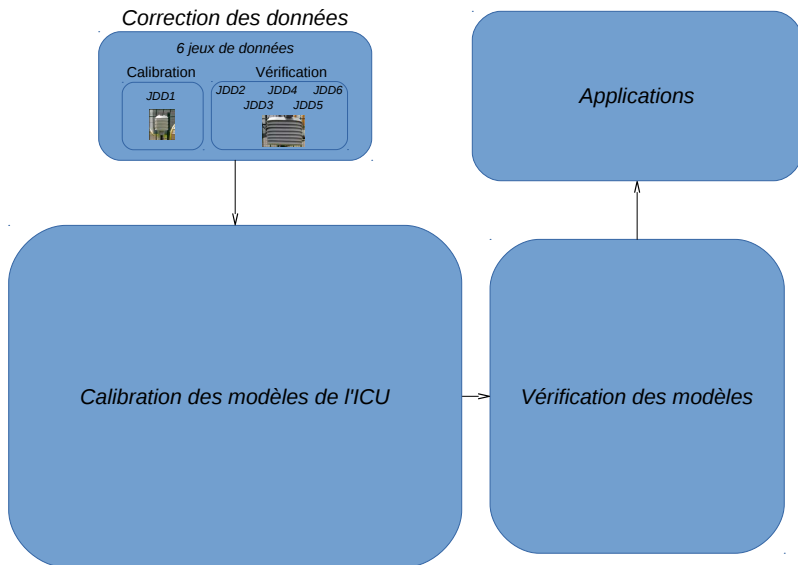 Correction des données
6 jeux de données
Calibration
Vérification
JDD1
JDD2 JDD4 JDD6
JDD3 JDD5
Applications
Calibration des modèles de l'ICU
Vérification des modèles